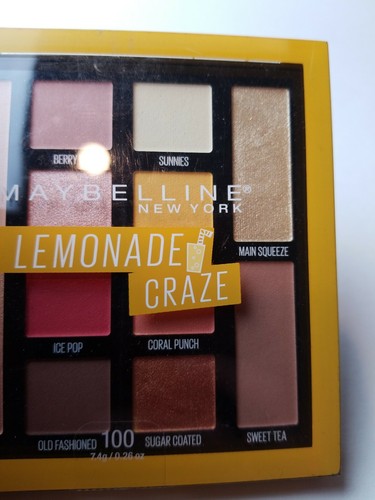 BERRY
SUNNIES
MAYBELLINE®
NEW YORK
LEMONADE
CRAZE
MAIN SQUEEZE
ICE POP
CORAL PUNCH
OLD FASHIONED
100
SUGAR COATED
SWEET TEA
7.4g / 0.26 oz